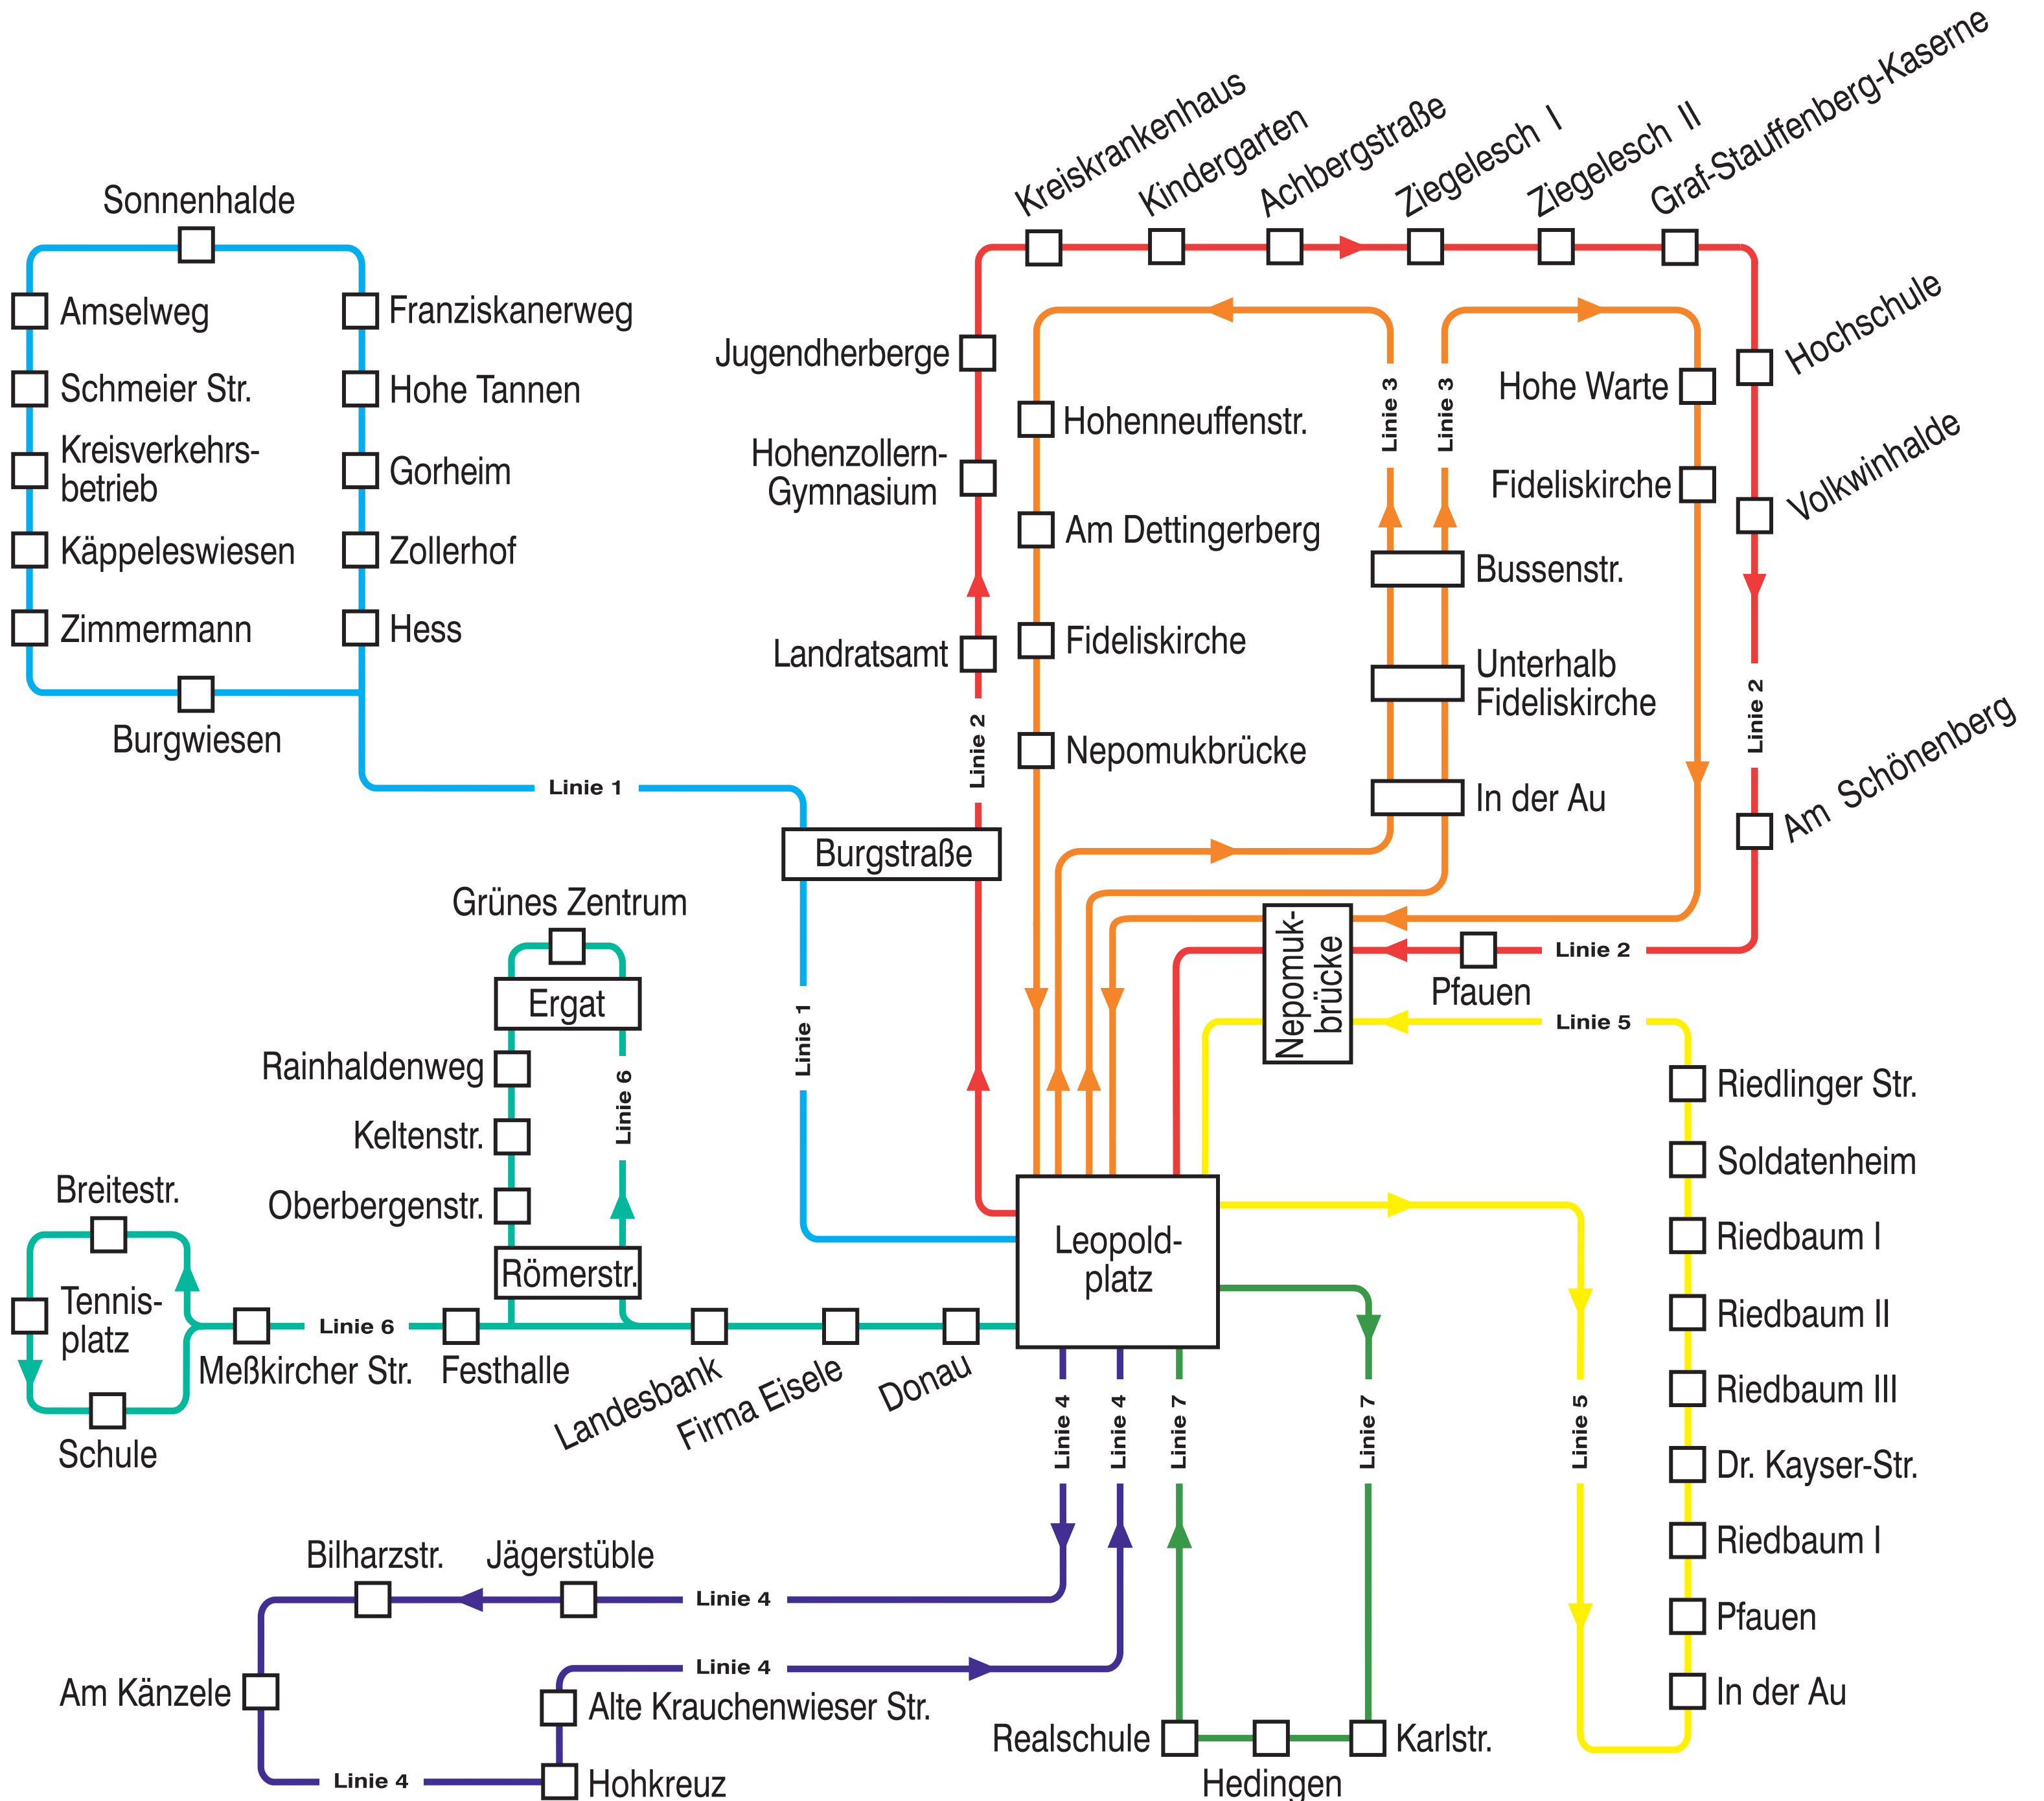 Sonnenhalde
Amselweg
Schmeier Str.
Kreisverkehrs-
betrieb
Käppeleswiesen
Zimmermann
Burgwiesen
Franziskanerweg
Hohe Tannen
Gorheim
Zollerhof
Hess
Linie 1
Linie 1
Burgstraße
Landratsamt
Hohenzollern-
Gymnasium
Jugendherberge
Linie 2
Kreiskrankenhaus
Kindergarten
Achbergstraße
Ziegelesch I
Ziegelesch II
Graf-Stauffenberg-Kaserne
Hochschule
Volkwinhalde
Linie 2
Am Schönenberg
Linie 2
Pfauen
Nepomuk-
brücke
Linie 3
Linie 3
Hohenneuffenstr.
Am Dettingerberg
Fideliskirche
Nepomukbrücke
Hohe Warte
Fideliskirche
Bussenstr.
Unterhalb
Fideliskirche
In der Au
Linie 5
Riedlinger Str.
Soldatenheim
Riedbaum I
Riedbaum II
Riedbaum III
Dr. Kayser-Str.
Riedbaum I
Pfauen
In der Au
Linie 5
Leopold-
platz
Grünes Zentrum
Ergat
Rainhaldenweg
Keltenstr.
Oberbergenstr.
Römerstr.
Linie 6
Breitestr.
Tennis-
platz
Schule
Meßkircher Str.
Linie 6
Festhalle
Landesbank
Firma Eisele
Donau
Linie 4
Linie 4
Linie 7
Linie 7
Bilharzstr.
Jägerstüble
Linie 4
Am Känzele
Linie 4
Alte Krauchenwieser Str.
Linie 4
Hohkreuz
Realschule
Hedingen
Karlstr.